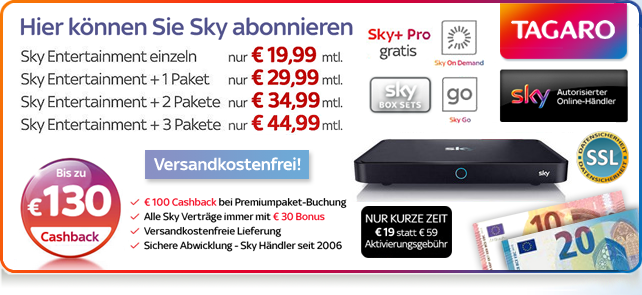 Hier können Sie Sky abonnieren
Sky Entertainment einzeln nur € 19,99 mtl.
Sky Entertainment + 1 Paket nur € 29,99 mtl.
Sky Entertainment + 2 Pakete nur € 34,99 mtl.
Sky Entertainment + 3 Pakete nur € 44,99 mtl.
Sky+ Pro
gratis
Sky On Demand
sky
BOX SETS
go
Sky Go
TAGARO
sky
Autorisierter
Online-Händler
Versandkostenfrei!
Bis zu
€130
Cashback
€ 100 Cashback bei Premiumpaket-Buchung
Alle Sky Verträge immer mit € 30 Bonus
Versandkostenfreie Lieferung
Sichere Abwicklung - Sky Händler seit 2006
sky
NUR KURZE ZEIT
€ 19 statt € 59
Aktivierungsgebühr
DATENSICHERHEIT
SSL
DATENSICHERHEIT
10
20